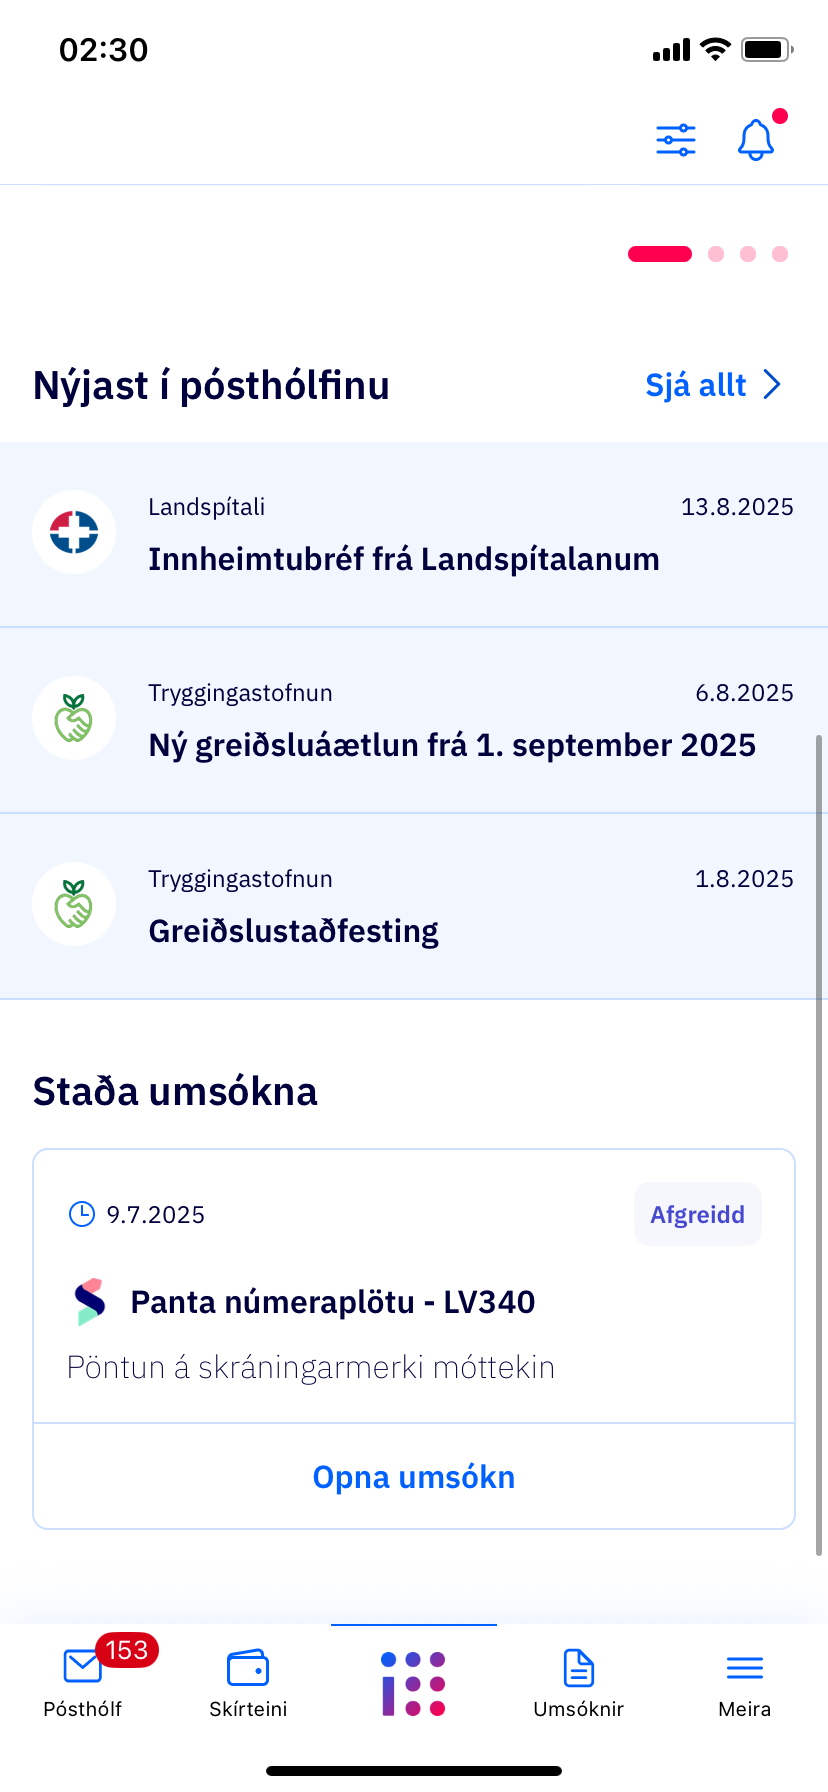 02:30
Nýjast í pósthólfinu
Sjá allt
Landspítali
13.8.2025
Innheimtubréf frá Landspítalanum
Tryggingastofnun
6.8.2025
Ný greiðsluáætlun frá 1. september 2025
Tryggingastofnun
1.8.2025
Greiðslustaðfesting
Staða umsókna
9.7.2025
Afgreidd
Panta númeraplötu - LV340
Pöntun á skráningarmerki móttekin
Opna umsókn
153
Pósthólf
Skírteini
Umsóknir
Meira